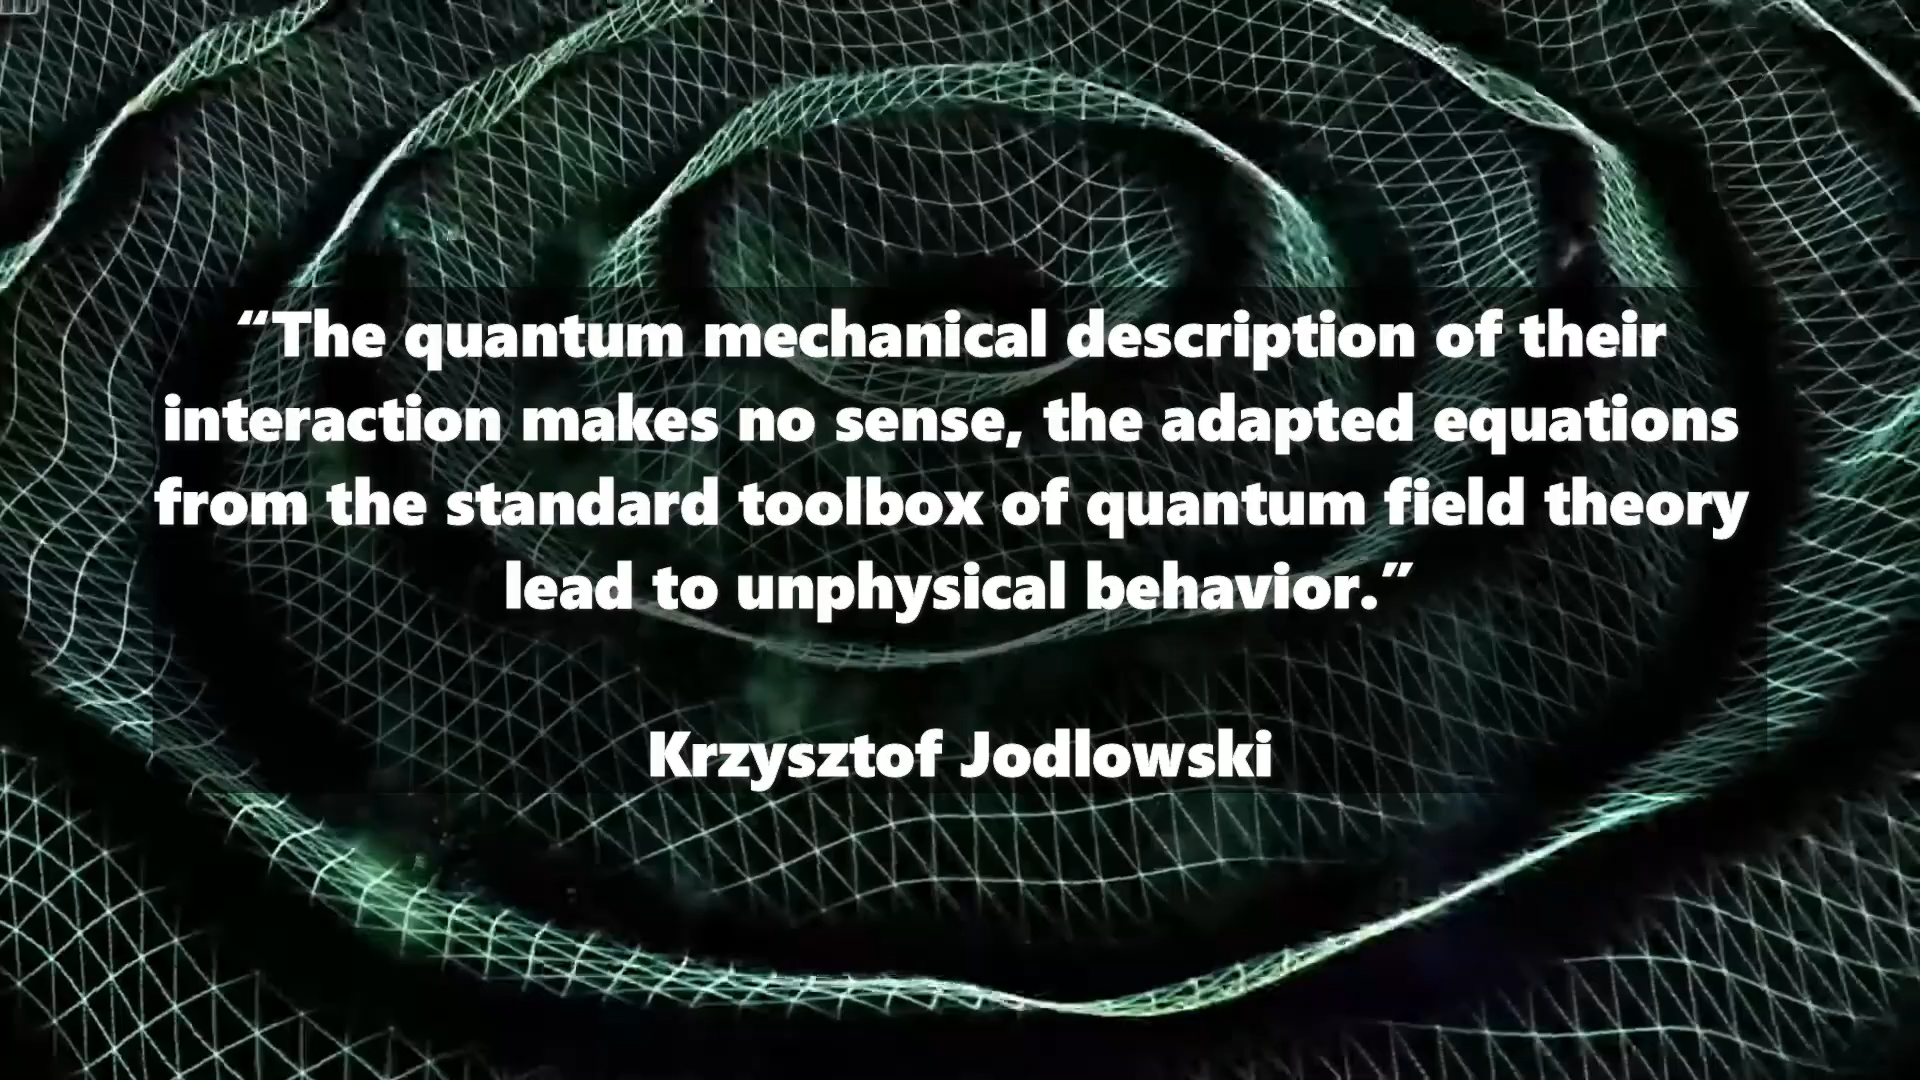 “The quantum mechanical description of their
interaction makes no sense, the adapted equations
from the standard toolbox of quantum field theory
lead to unphysical behavior.”
Krzysztof Jodlowski